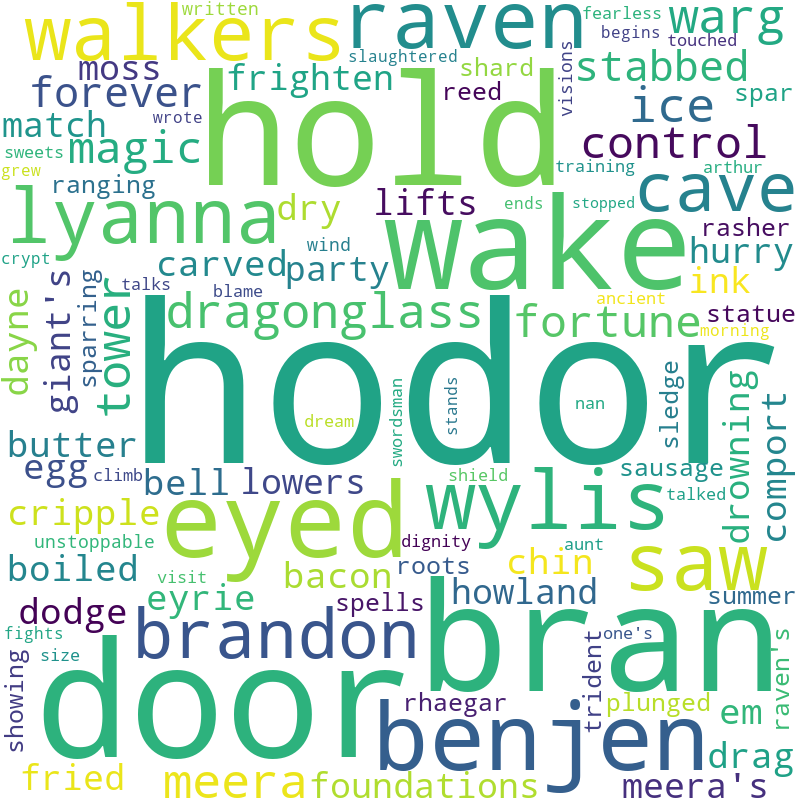 written
fearless
walkers
raven
warg
begins
touched
slaughtered
moss
shard
stabbed
frighten
visions
forever
reed
spar
hold
ice
wrote
match
magic
control
sweets
training
arthur
grew
ranging
cave
lyanna
dry
lifts
ends
stopped
rasher
wake
wind
hurry
crypt
carved
party
ink
giant's
sparring
talks
tower
blame
ancient
dayne
dragonglass
fortune
statue
morning
hodor
sledge
drowning
comport
swordsman
stands
nan
dream
butter
egg
climb
bell
lowers
eyed
shield
wylis
sausage
talked
cripple
unstoppable
dignity
aunt
saw
boiled
visit
bacon
roots
chin
bran
dodge
eyrie
spells
howland
summer
fights
brandon
one's
raven's
door
size
showing
trident
rhaegar
plunged
em
benjen
drag
fried
meera
foundations
meera's